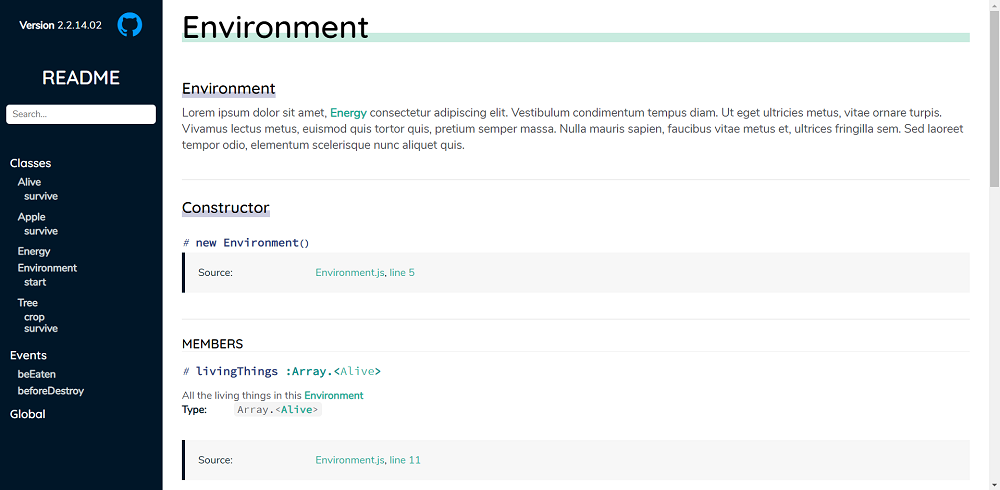 Version 2.2.14.02
README
Search...
Classes
Alive
survive
Apple
survive
Energy
Environment
start
Tree
crop
survive
Events
beEaten
beforeDestroy
Global
Environment
Environment
Lorem ipsum dolor sit amet, Energy consectetur adipiscing elit. Vestibulum condimentum tempus diam. Ut eget ultricies metus, vitae ornare turpis.
Vivamus lectus metus, euismod quis tortor quis, pretium semper massa. Nulla mauris sapien, faucibus vitae metus et, ultrices fringilla sem. Sed laoreet
tempor odio, elementum scelerisque nunc aliquet quis.
Constructor
# new Environment()
Source: Environment.js, line 5
MEMBERS
# livingThings :Array.<Alive>
All the living things in this Environment
Type: Array.<Alive>
Source: Environment.js, line 11